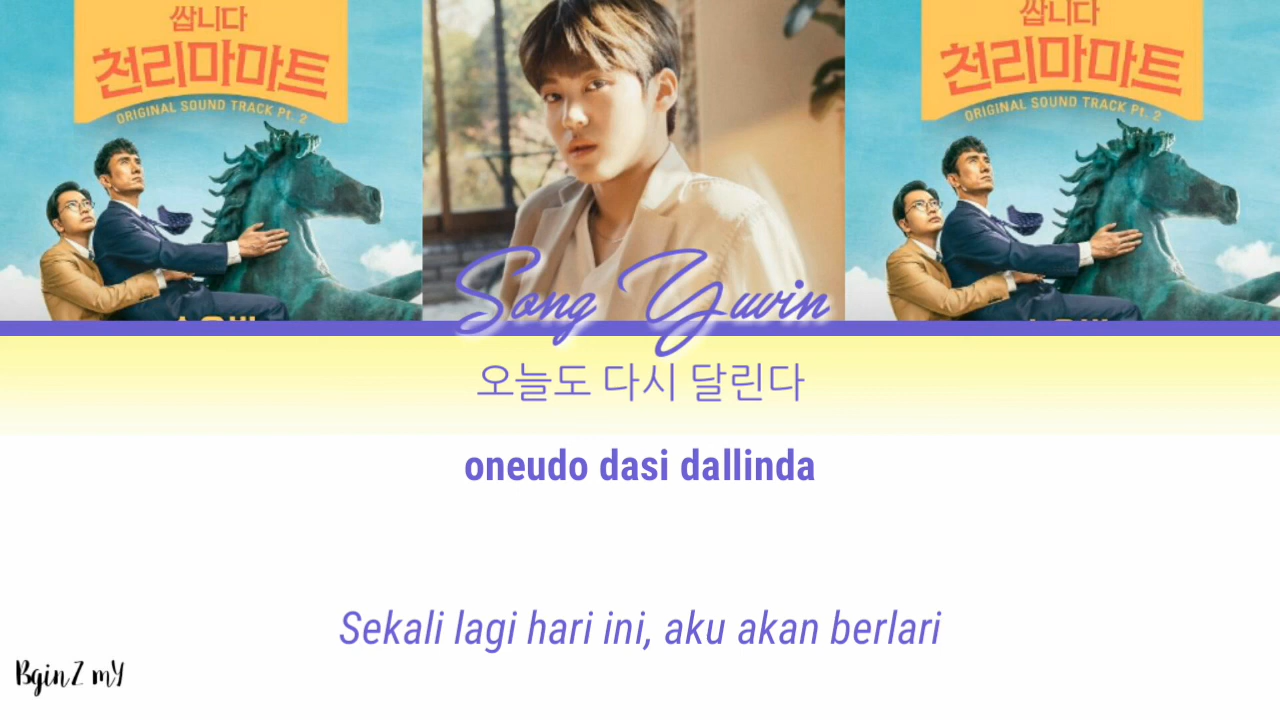 쌉니다
천리마마트
ORIGINAL SOUND TRACK Pt. 2
쌉니다
천리마마트
ORIGINAL SOUND TRACK Pt. 2
Song Yuvin
오늘도 다시 달린다
oneudo dasi dallinda
Sekali lagi hari ini, aku akan berlari
BginZ mY